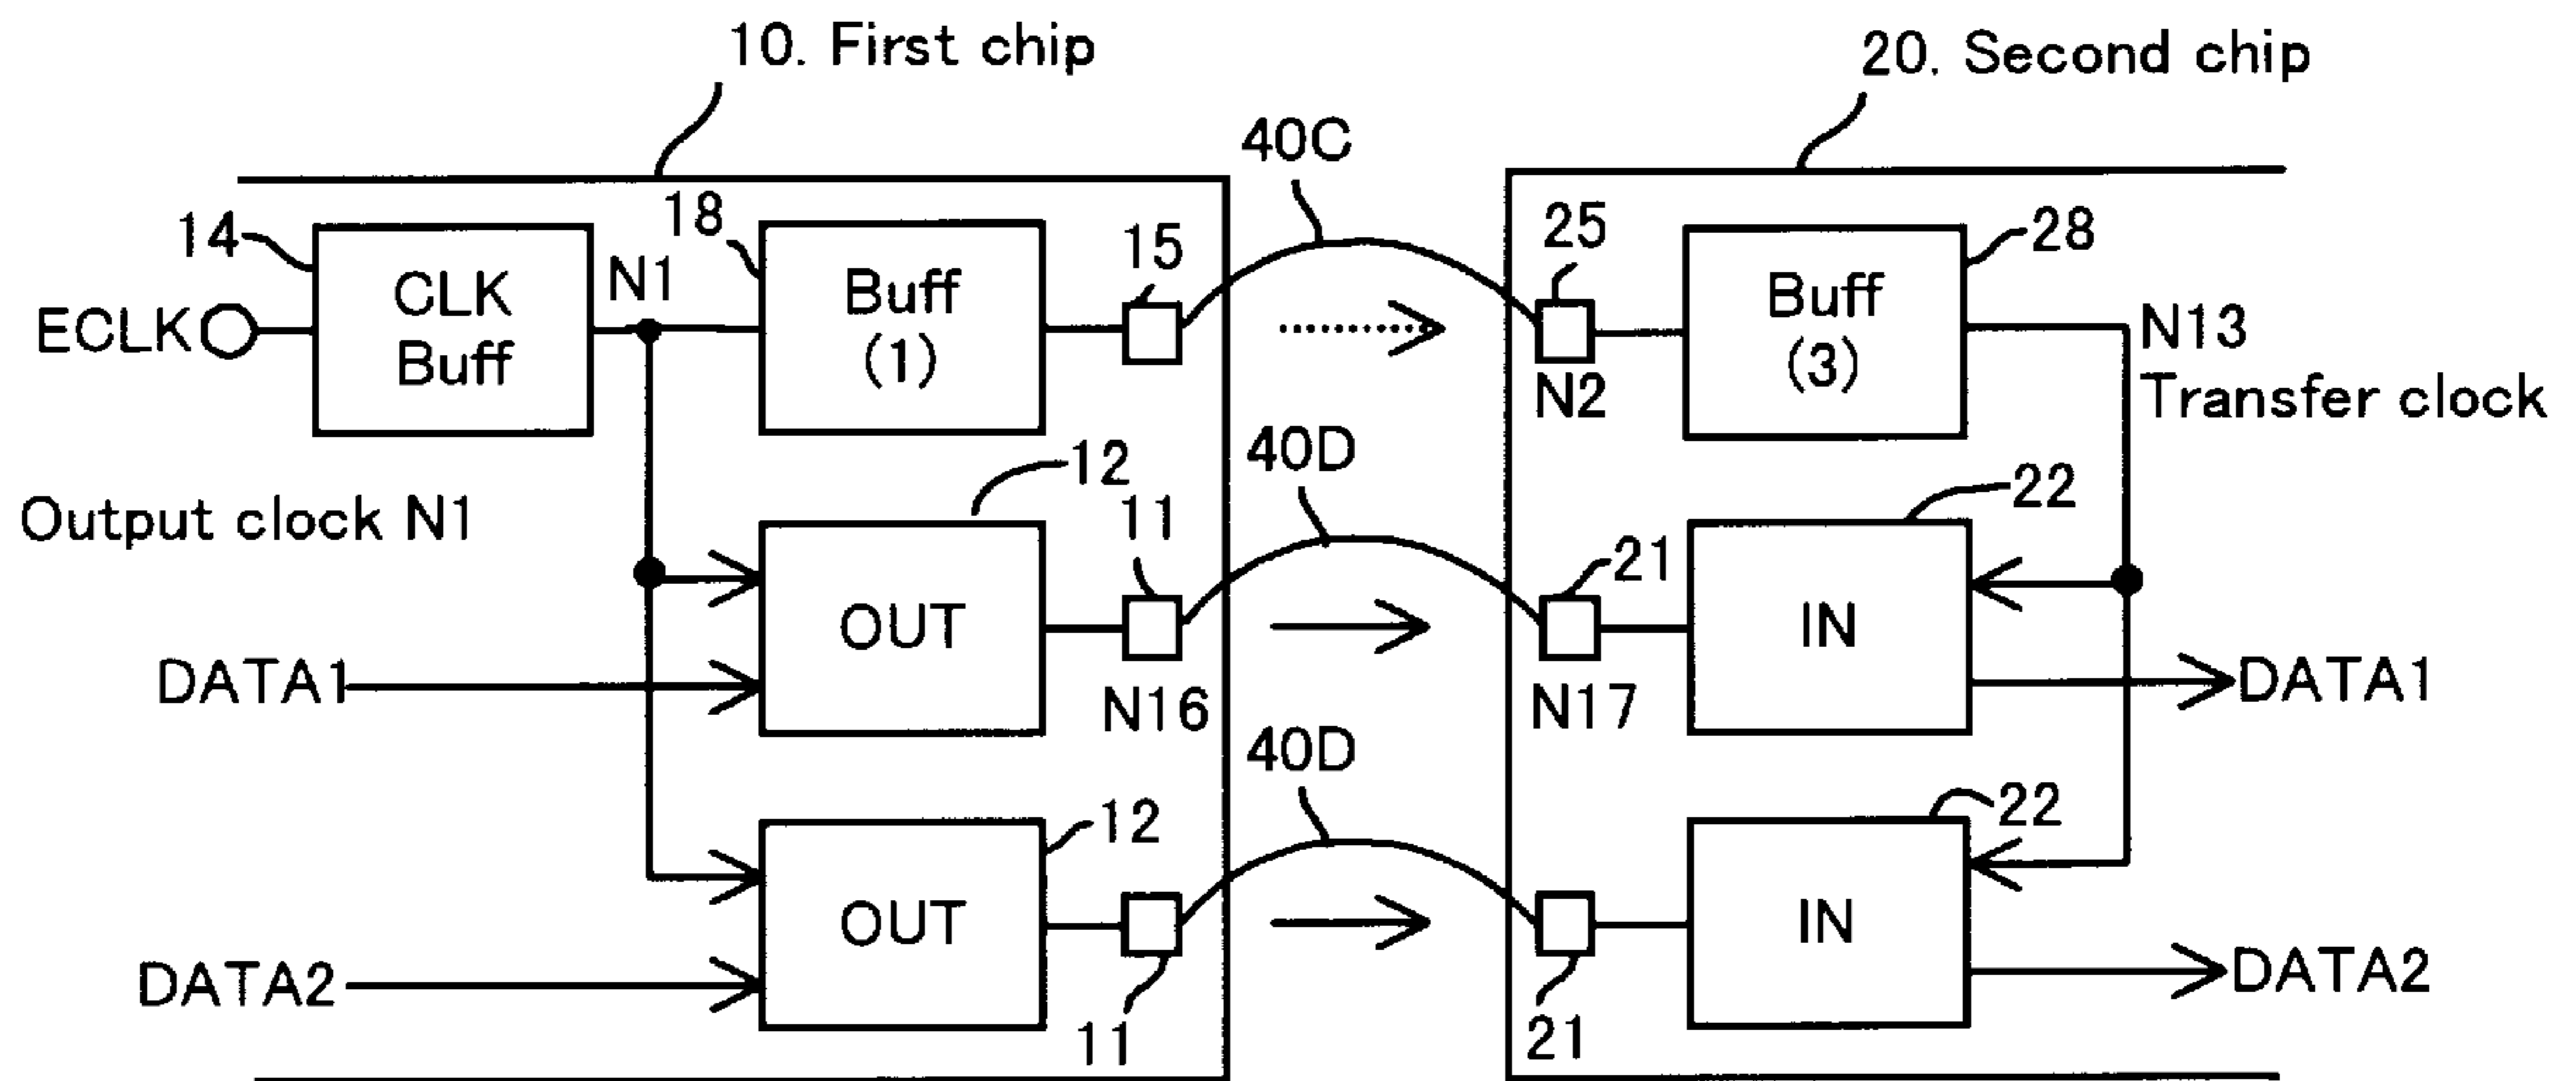 10. First chip
20. Second chip
40C
14
18
15
25
28
CLK
Buff
N1
Buff
(1)
Buff
(3)
ECLK
N13
Transfer clock
N2
40D
12
11
22
21
Output clock N1
OUT
IN
DATA1
N16
N17
DATA1
40D
12
22
OUT
IN
DATA2
DATA2
11
21